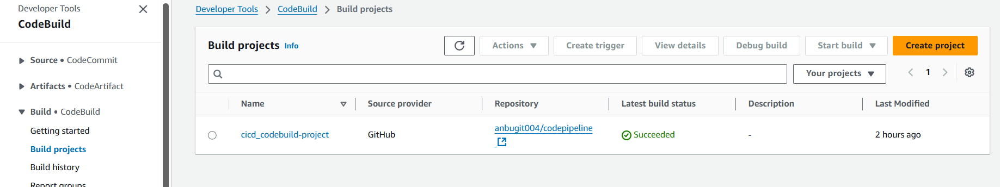 Developer Tools
CodeBuild
Source • CodeCommit
Artifacts • CodeArtifact
Build • CodeBuild
Getting started
Build projects
Build history
Report groups
Developer Tools > CodeBuild > Build projects
Build projects Info
Actions
Create trigger
View details
Debug build
Start build
Create project
Your projects
1
Name
Source provider
Repository
Latest build status
Description
Last Modified
cicd_codebuild-project
GitHub
anbugit004/codepipeline
Succeeded
-
2 hours ago